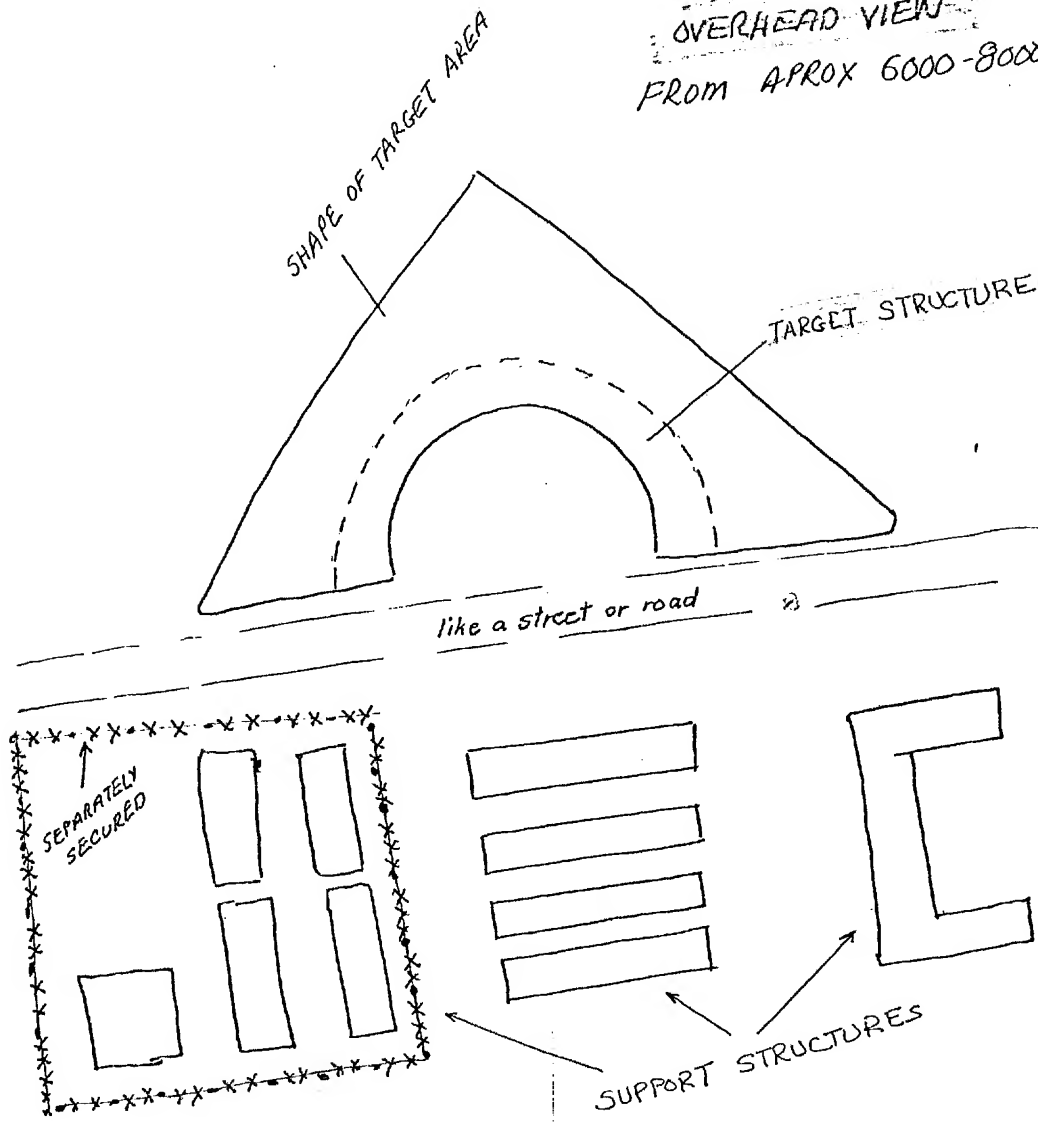 OVERHEAD VIEW
FROM APROX 6000-8000
SHAPE OF TARGET AREA
TARGET STRUCTURE
like a street or road
SEPARATELY
SECURED
SUPPORT STRUCTURES